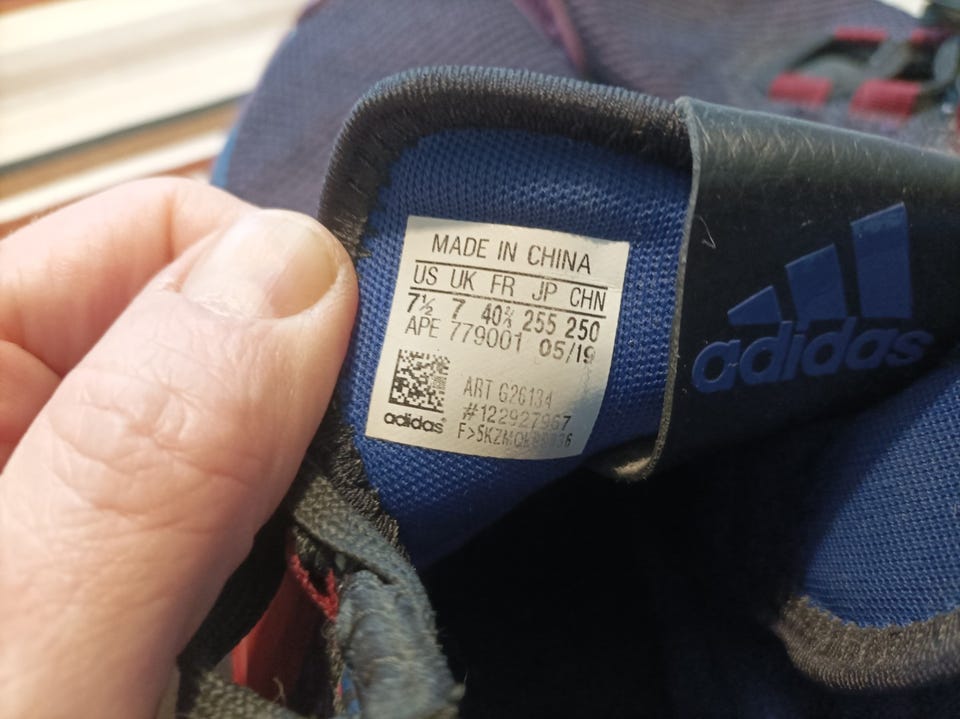 MADE IN CHINA
US UK FR JP CHN
7½ 7 40⅔ 255 250
APE 779001 05/19
ART G26134
#122927967
adidas
adidas